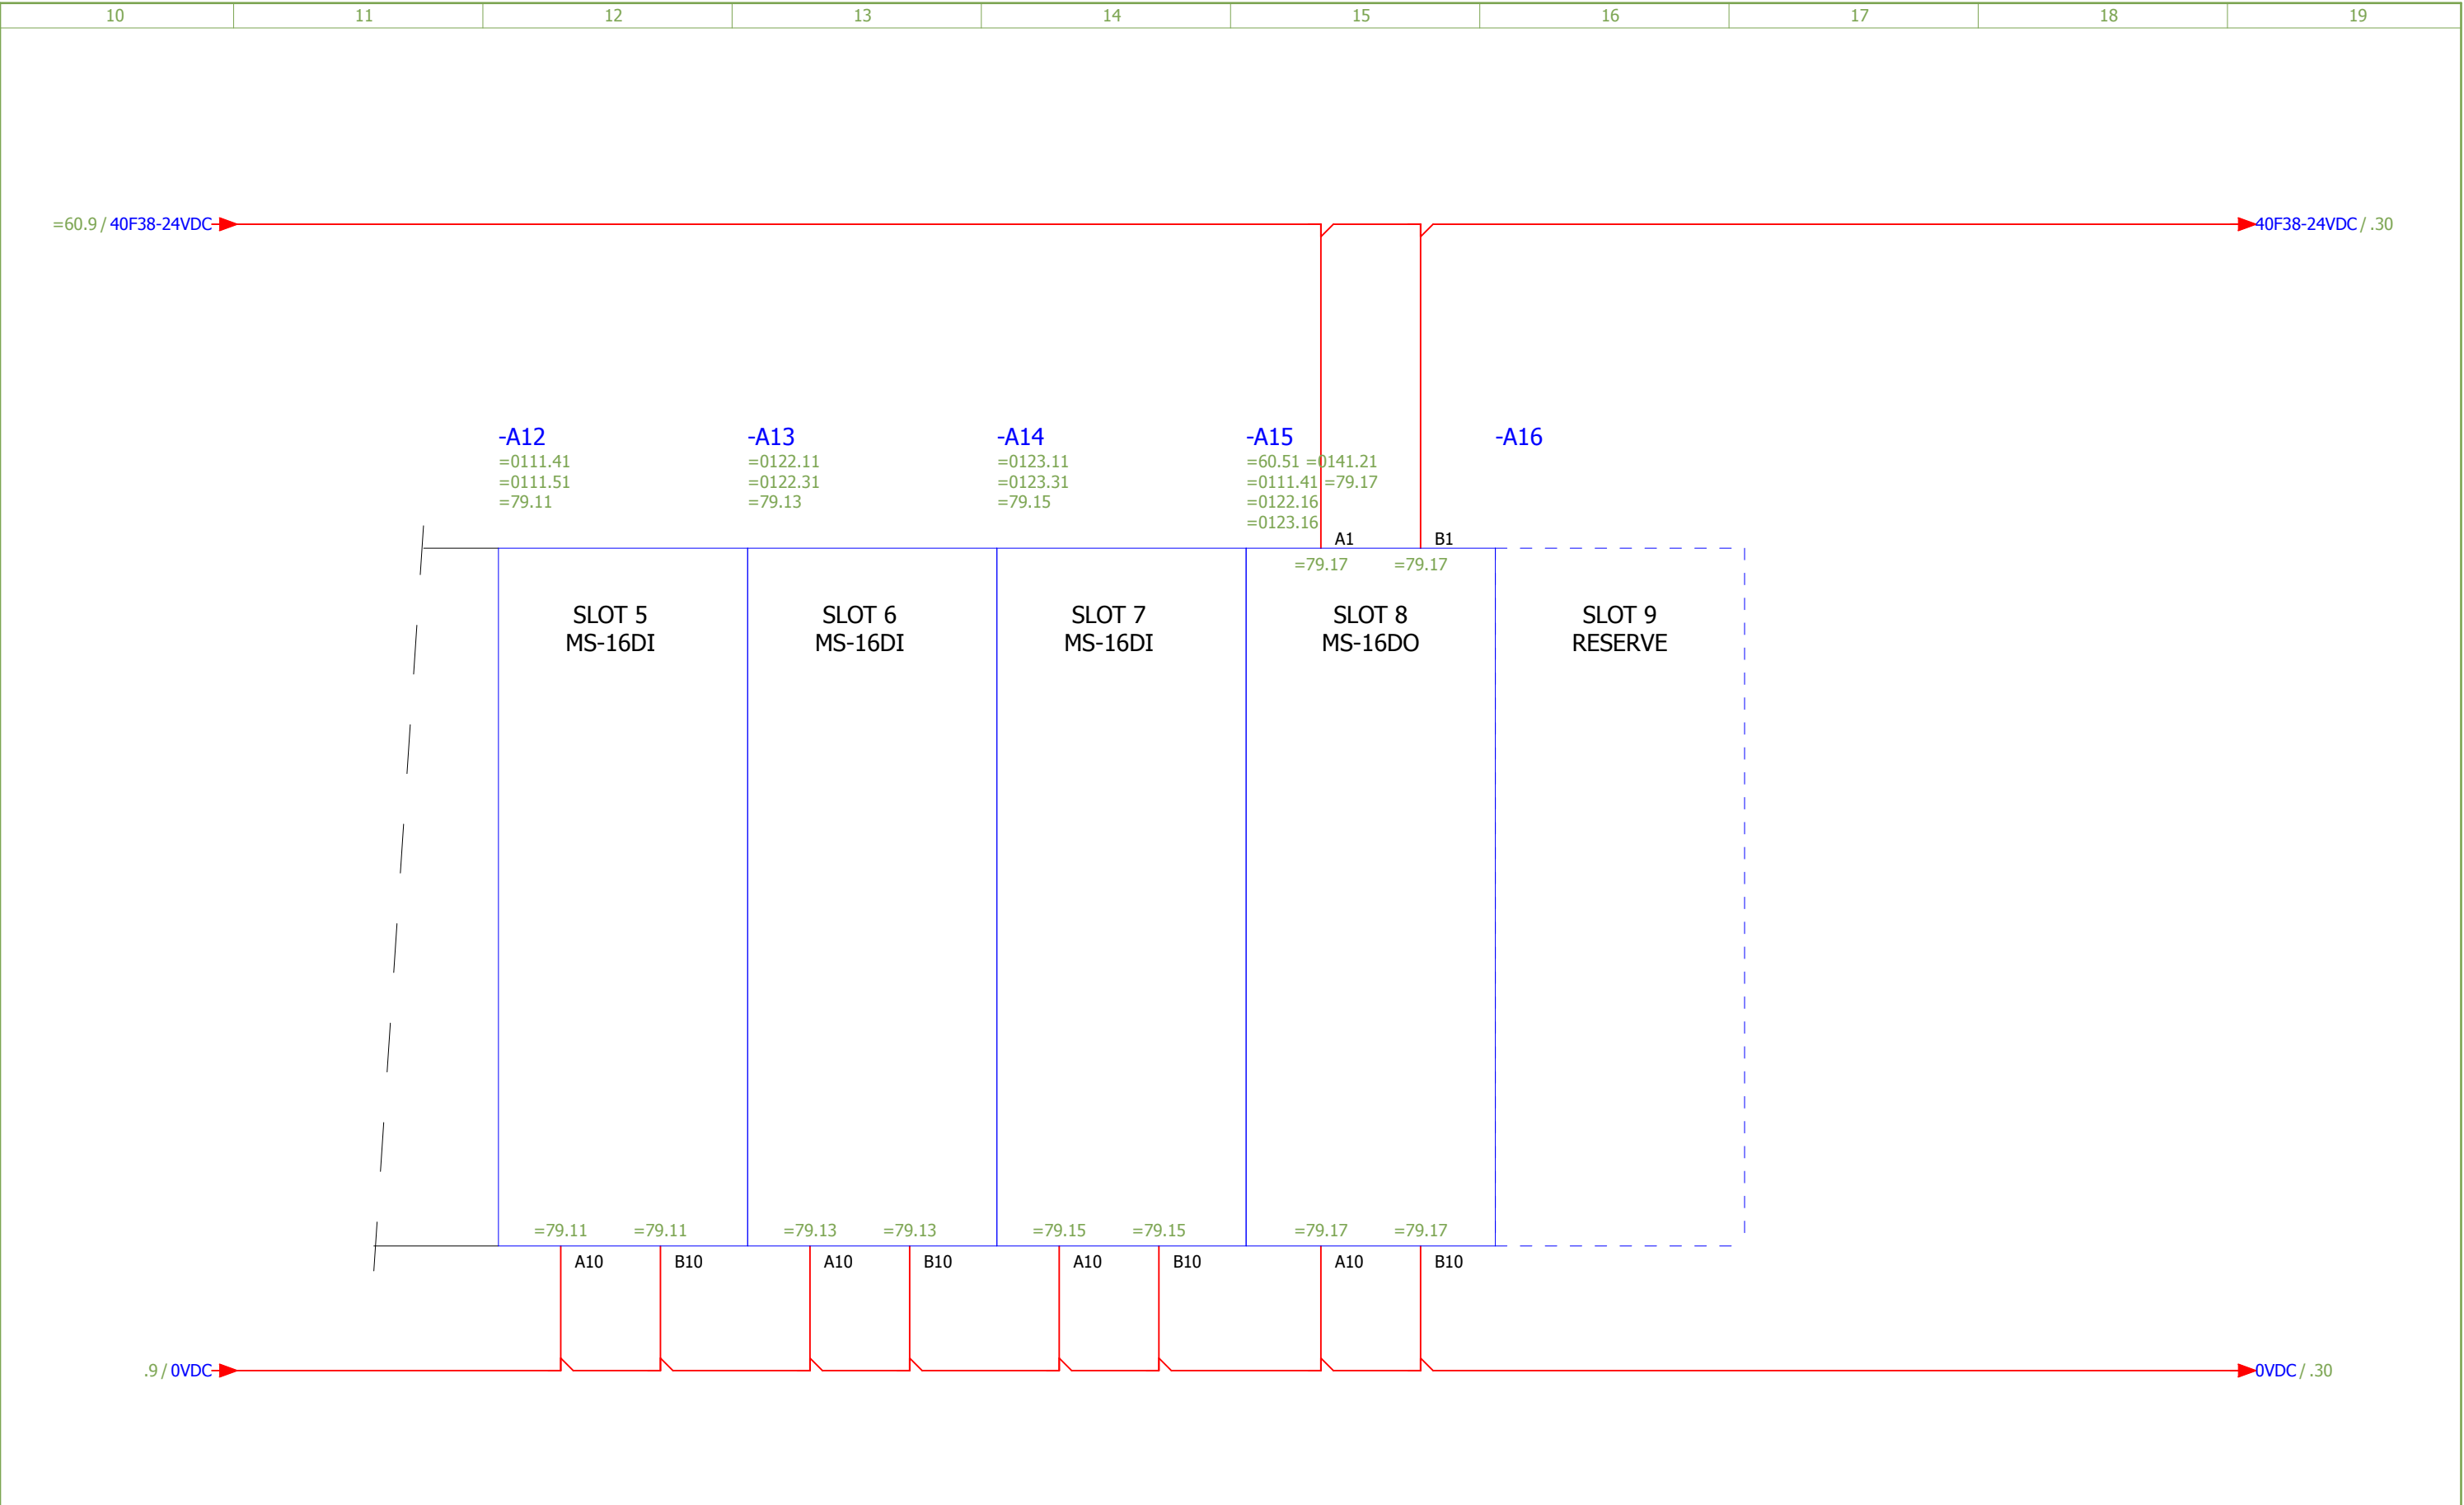 10 11 12 13 14 15 16 17 18 19
=60.9 / 40F38-24VDC
40F38-24VDC / .30
-A12
=0111.41
=0111.51
=79.11
-A13
=0122.11
=0122.31
=79.13
-A14
=0123.11
=0123.31
=79.15
-A15
=60.51 =0141.21
=0111.41 =79.17
=0122.16
=0123.16
-A16
A1 B1
=79.17 =79.17
SLOT 5
MS-16DI
SLOT 6
MS-16DI
SLOT 7
MS-16DI
SLOT 8
MS-16DO
SLOT 9
RESERVE
=79.11 =79.11 =79.13 =79.13 =79.15 =79.15 =79.17 =79.17
A10 B10 A10 B10 A10 B10 A10 B10
.9 / 0VDC
0VDC / .30